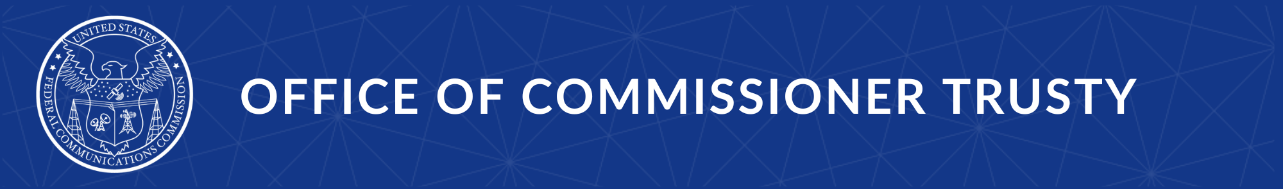 UNITED STATES
FEDERAL COMMUNICATIONS COMMISSION
OFFICE OF COMMISSIONER TRUSTY